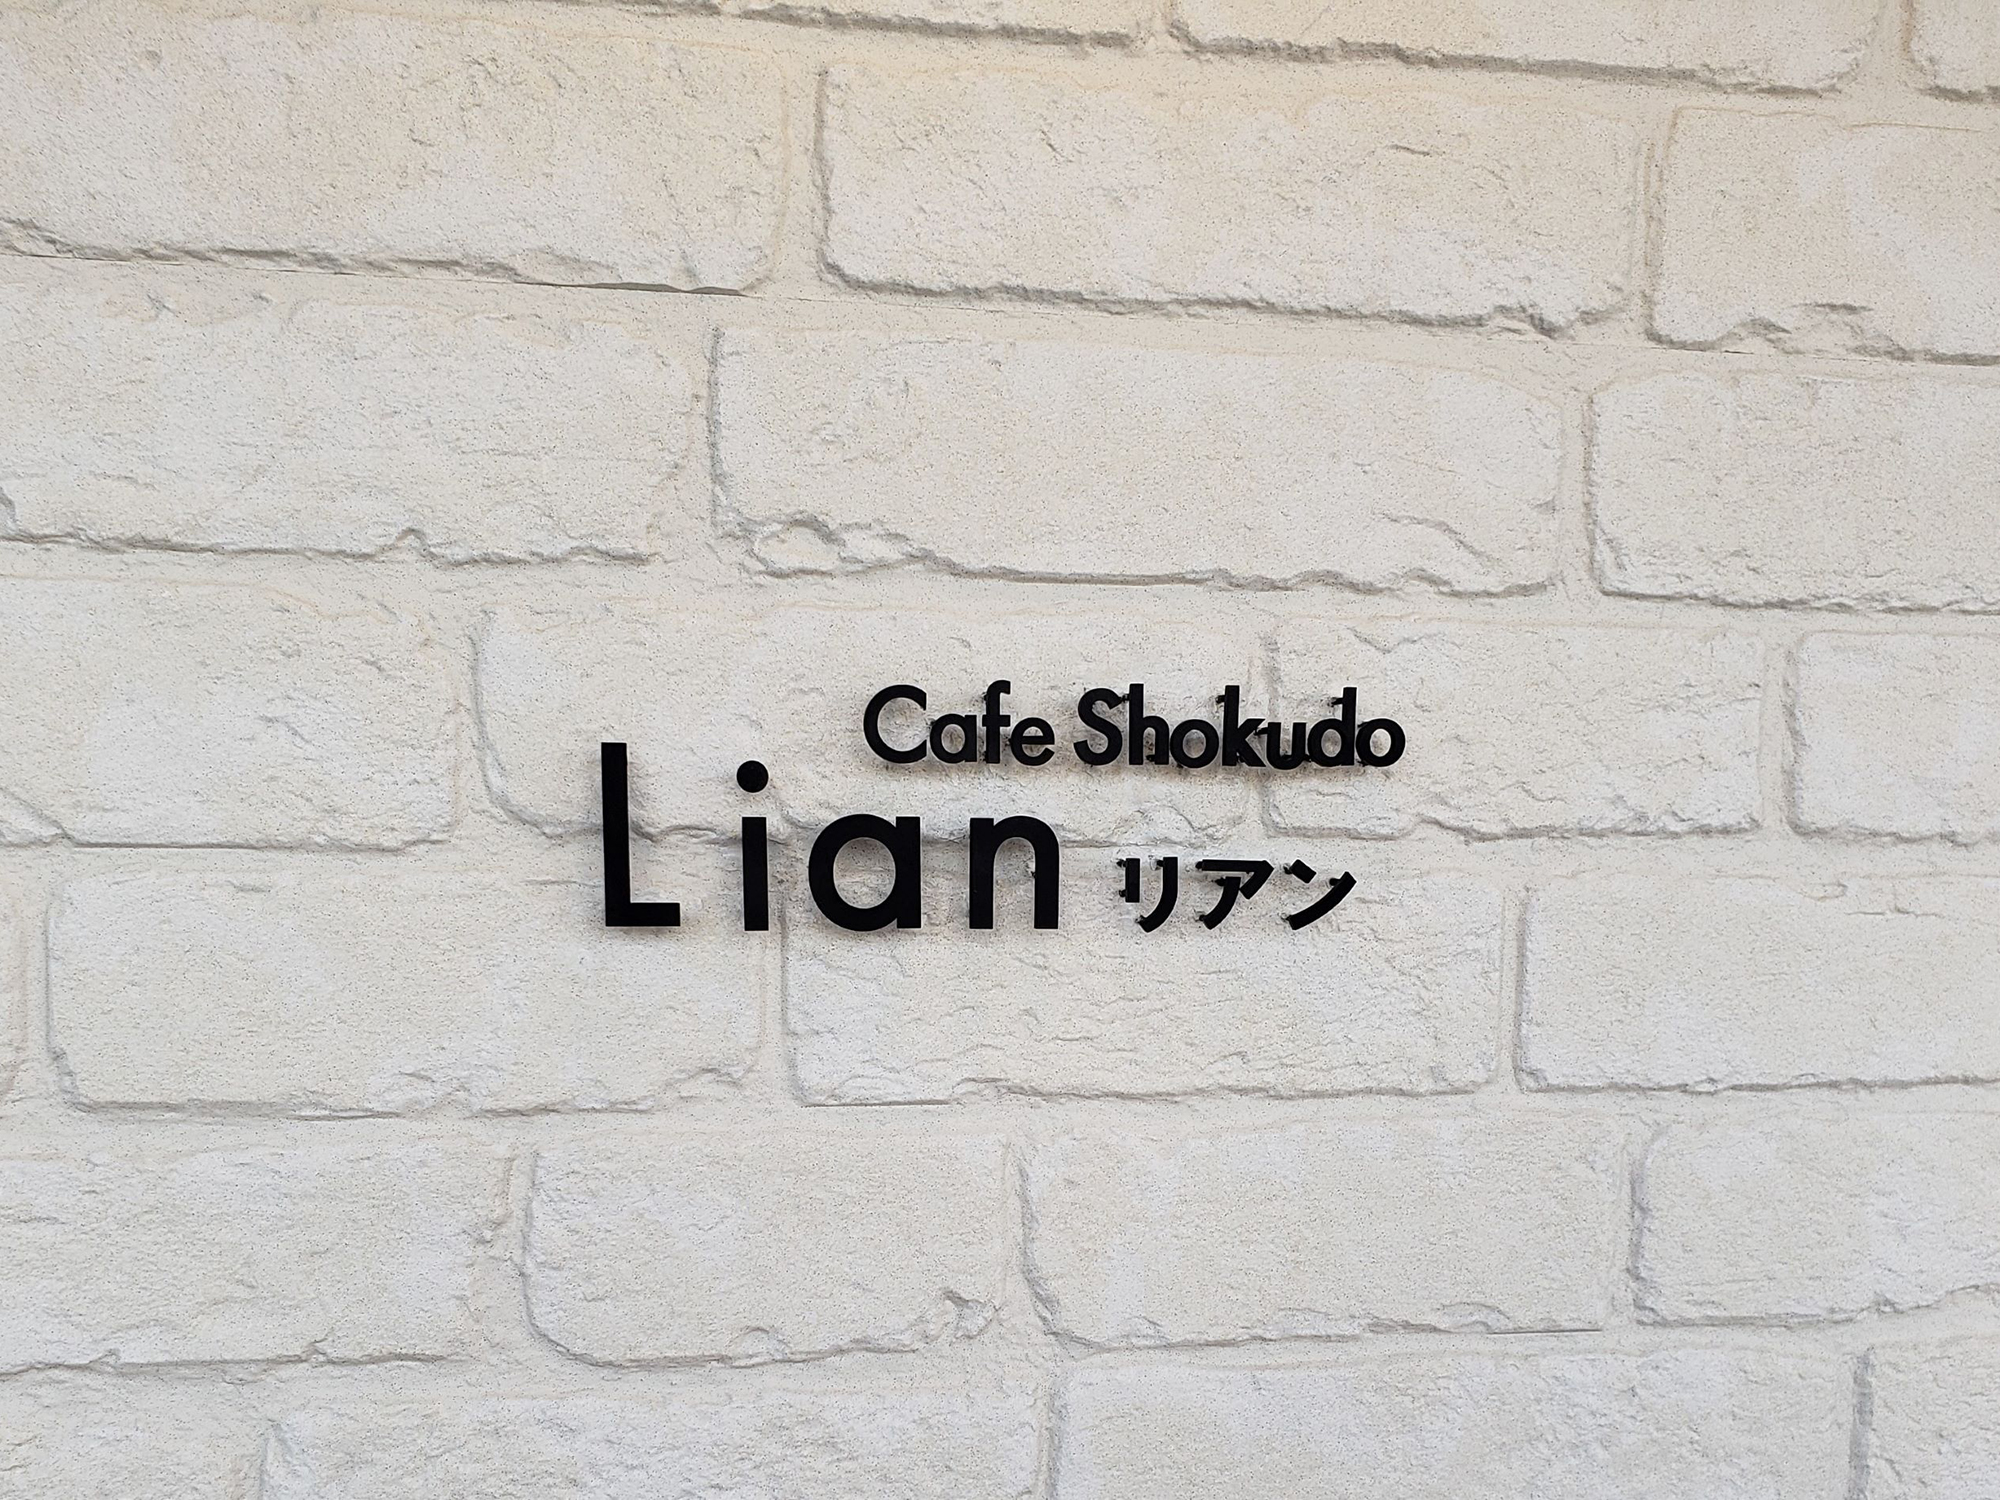 Cafe Shokudo
Lian リアン